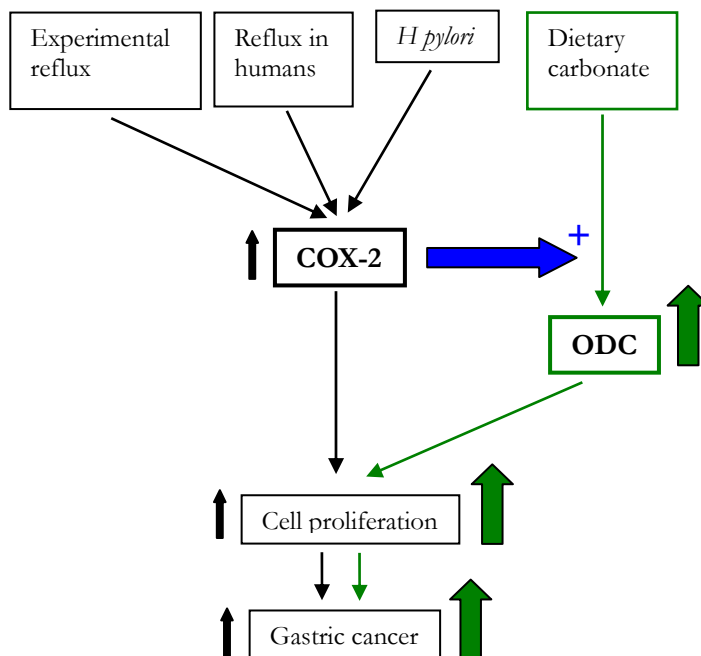 Experimental
reflux
Reflux in
humans
H pylori
Dietary
carbonate
COX-2
+
ODC
Cell proliferation
Gastric cancer